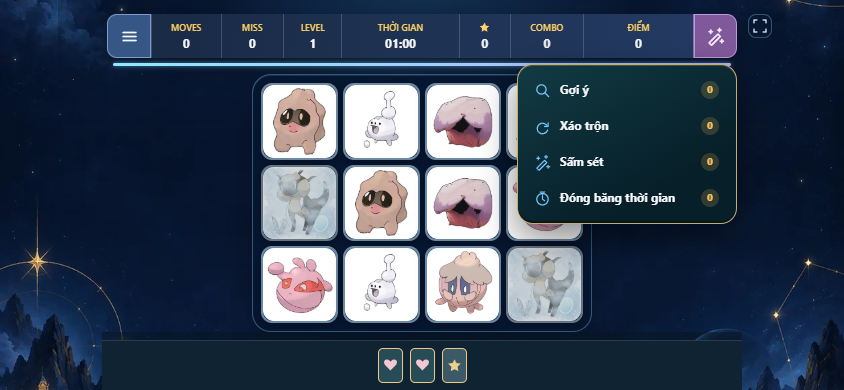 MOVES
0
MISS
0
LEVEL
1
THỜI GIAN
01:00
0
COMBO
0
ĐIỂM
0
Gợi ý 0
Xáo trộn 0
Sấm sét 0
Đóng băng thời gian 0